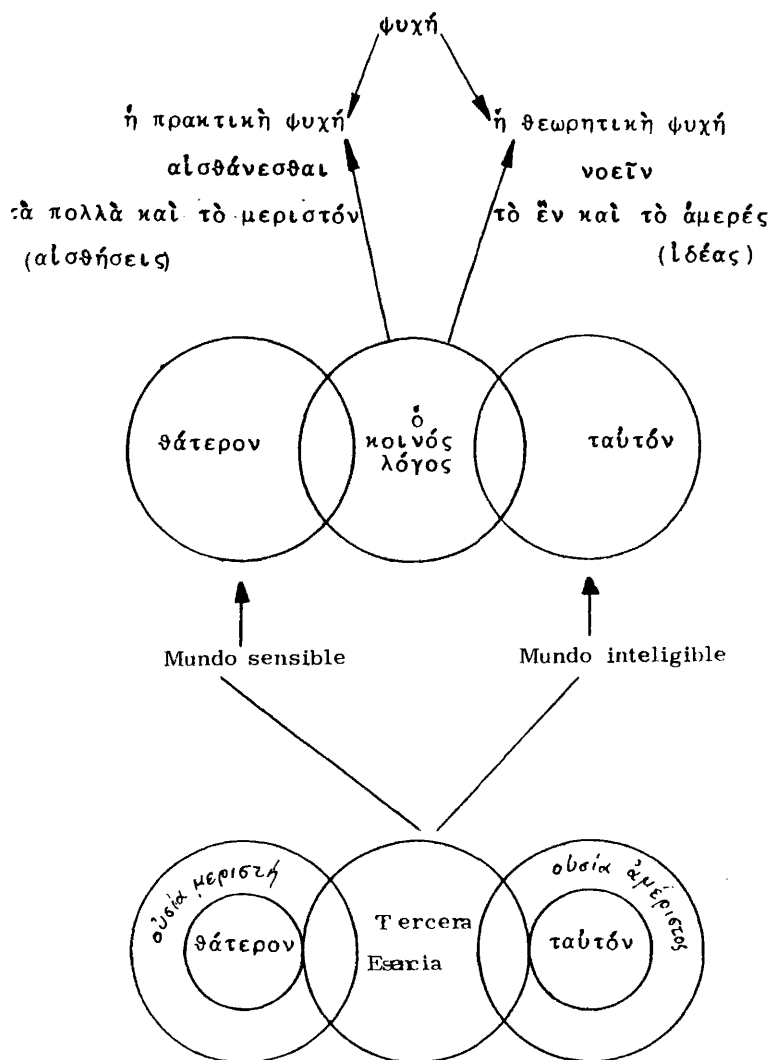 ψυχή
ἡ πρακτικὴ ψυχή
ἡ θεωρητικὴ ψυχή
αἰσθάνεσθαι
νοεῖν
τὰ πολλὰ καὶ τὸ μεριστόν
τὸ ἓν καὶ τὸ ἀμερές
(αἰσθήσεις)
(ἰδέας)
θάτερον
ὁ
κοινός
λόγος
ταὐτόν
Mundo sensible
Mundo inteligible
οὐσία μεριστή
θάτερον
Tercera
Esencia
οὐσία ἀμέριστος
ταὐτόν